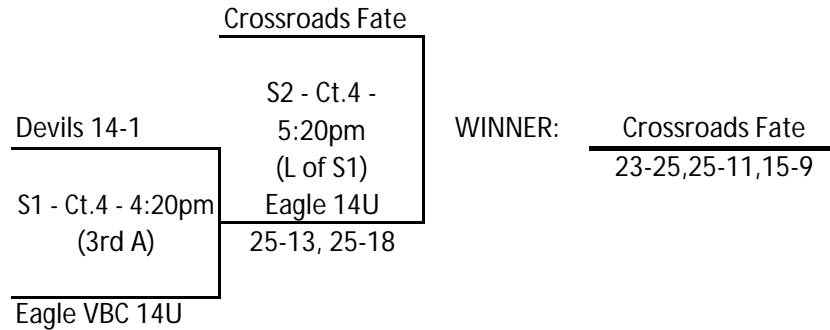 Crossroads Fate
S2 - Ct.4 -
5:20pm
(L of S1)
Devils 14-1
WINNER:
Crossroads Fate
23-25,25-11,15-9
S1 - Ct.4 - 4:20pm
(3rd A)
Eagle 14U
25-13, 25-18
Eagle VBC 14U